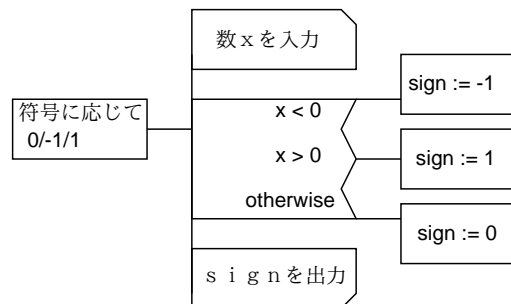 数ｘを入力
符号に応じて
0/-1/1
x < 0
sign := -1
x > 0
sign := 1
otherwise
sign := 0
ｓｉｇｎを出力